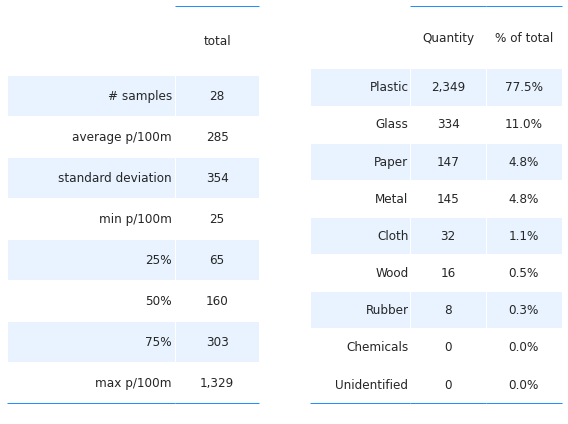 total
# samples 28
average p/100m 285
standard deviation 354
min p/100m 25
25% 65
50% 160
75% 303
max p/100m 1,329
Quantity % of total
Plastic 2,349 77.5%
Glass 334 11.0%
Paper 147 4.8%
Metal 145 4.8%
Cloth 32 1.1%
Wood 16 0.5%
Rubber 8 0.3%
Chemicals 0 0.0%
Unidentified 0 0.0%